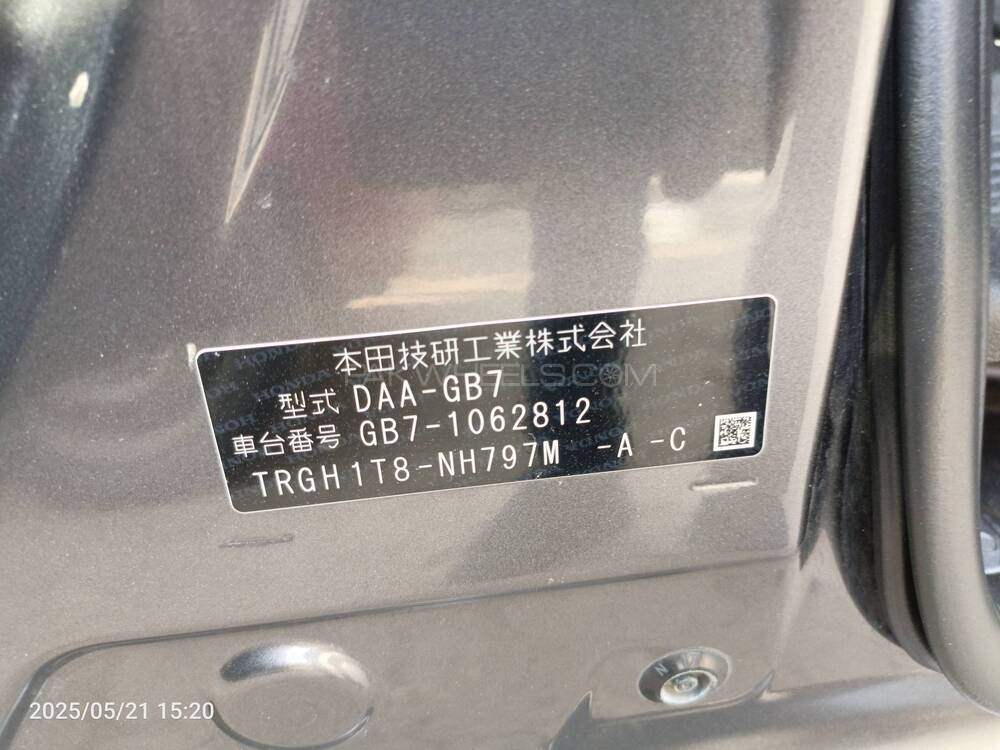 本田技研工業株式会社
型式 DAA-GB7
車台番号 GB7-1062812
TRGH1T8-NH797M -A -C
PAKWHEELS.COM
N
2025/05/21 15:20